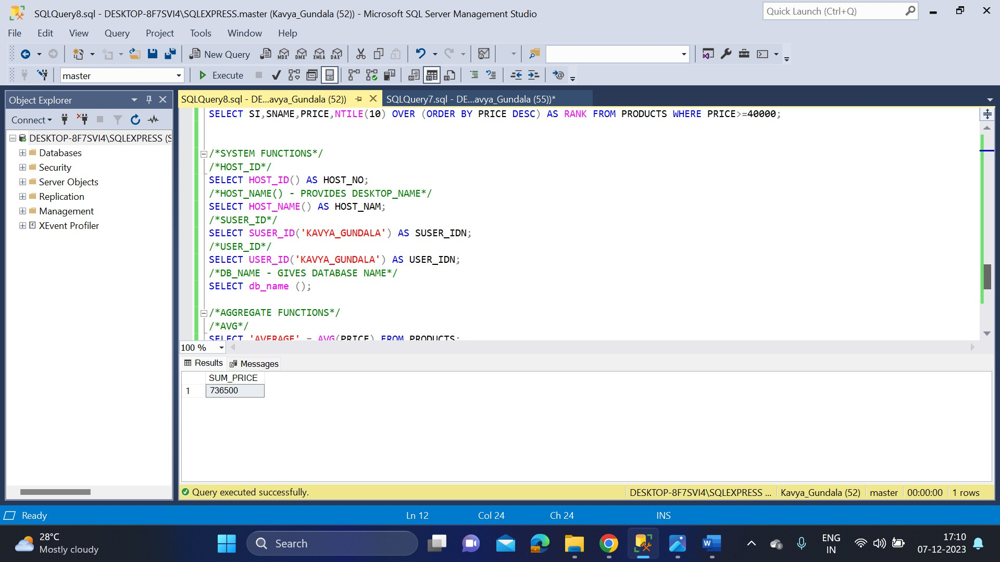 SQLQuery8.sql - DESKTOP-8F7SVI4\SQLEXPRESS.master (Kavya_Gundala (52)) - Microsoft SQL Server Management Studio
Quick Launch (Ctrl+Q)
File Edit View Query Project Tools Window Help
New Query MDX DMX XMLA DAX
master Execute
Object Explorer
SQLQuery8.sql - DE...avya_Gundala (52))
SQLQuery7.sql - DE...avya_Gundala (55))*
Connect
DESKTOP-8F7SVI4\SQLEXPRESS (S
Databases
Security
Server Objects
Replication
Management
XEvent Profiler
SELECT SI,SNAME,PRICE,NTILE(10) OVER (ORDER BY PRICE DESC) AS RANK FROM PRODUCTS WHERE PRICE>=40000;
/*SYSTEM FUNCTIONS*/
/*HOST_ID*/
SELECT HOST_ID() AS HOST_NO;
/*HOST_NAME() - PROVIDES DESKTOP_NAME*/
SELECT HOST_NAME() AS HOST_NAM;
/*SUSER_ID*/
SELECT SUSER_ID('KAVYA_GUNDALA') AS SUSER_IDN;
/*USER_ID*/
SELECT USER_ID('KAVYA_GUNDALA') AS USER_IDN;
/*DB_NAME - GIVES DATABASE NAME*/
SELECT db_name ();
/*AGGREGATE FUNCTIONS*/
/*AVG*/
SELECT 'AVERAGE' = AVG(PRICE) FROM PRODUCTS;
100 %
Results Messages
SUM_PRICE
1 736500
Query executed successfully.
DESKTOP-8F7SVI4\SQLEXPRESS ... Kavya_Gundala (52) master 00:00:00 1 rows
Ready Ln 12 Col 24 Ch 24 INS
28°C
Mostly cloudy
Search
W
ENG
IN
17:10
07-12-2023